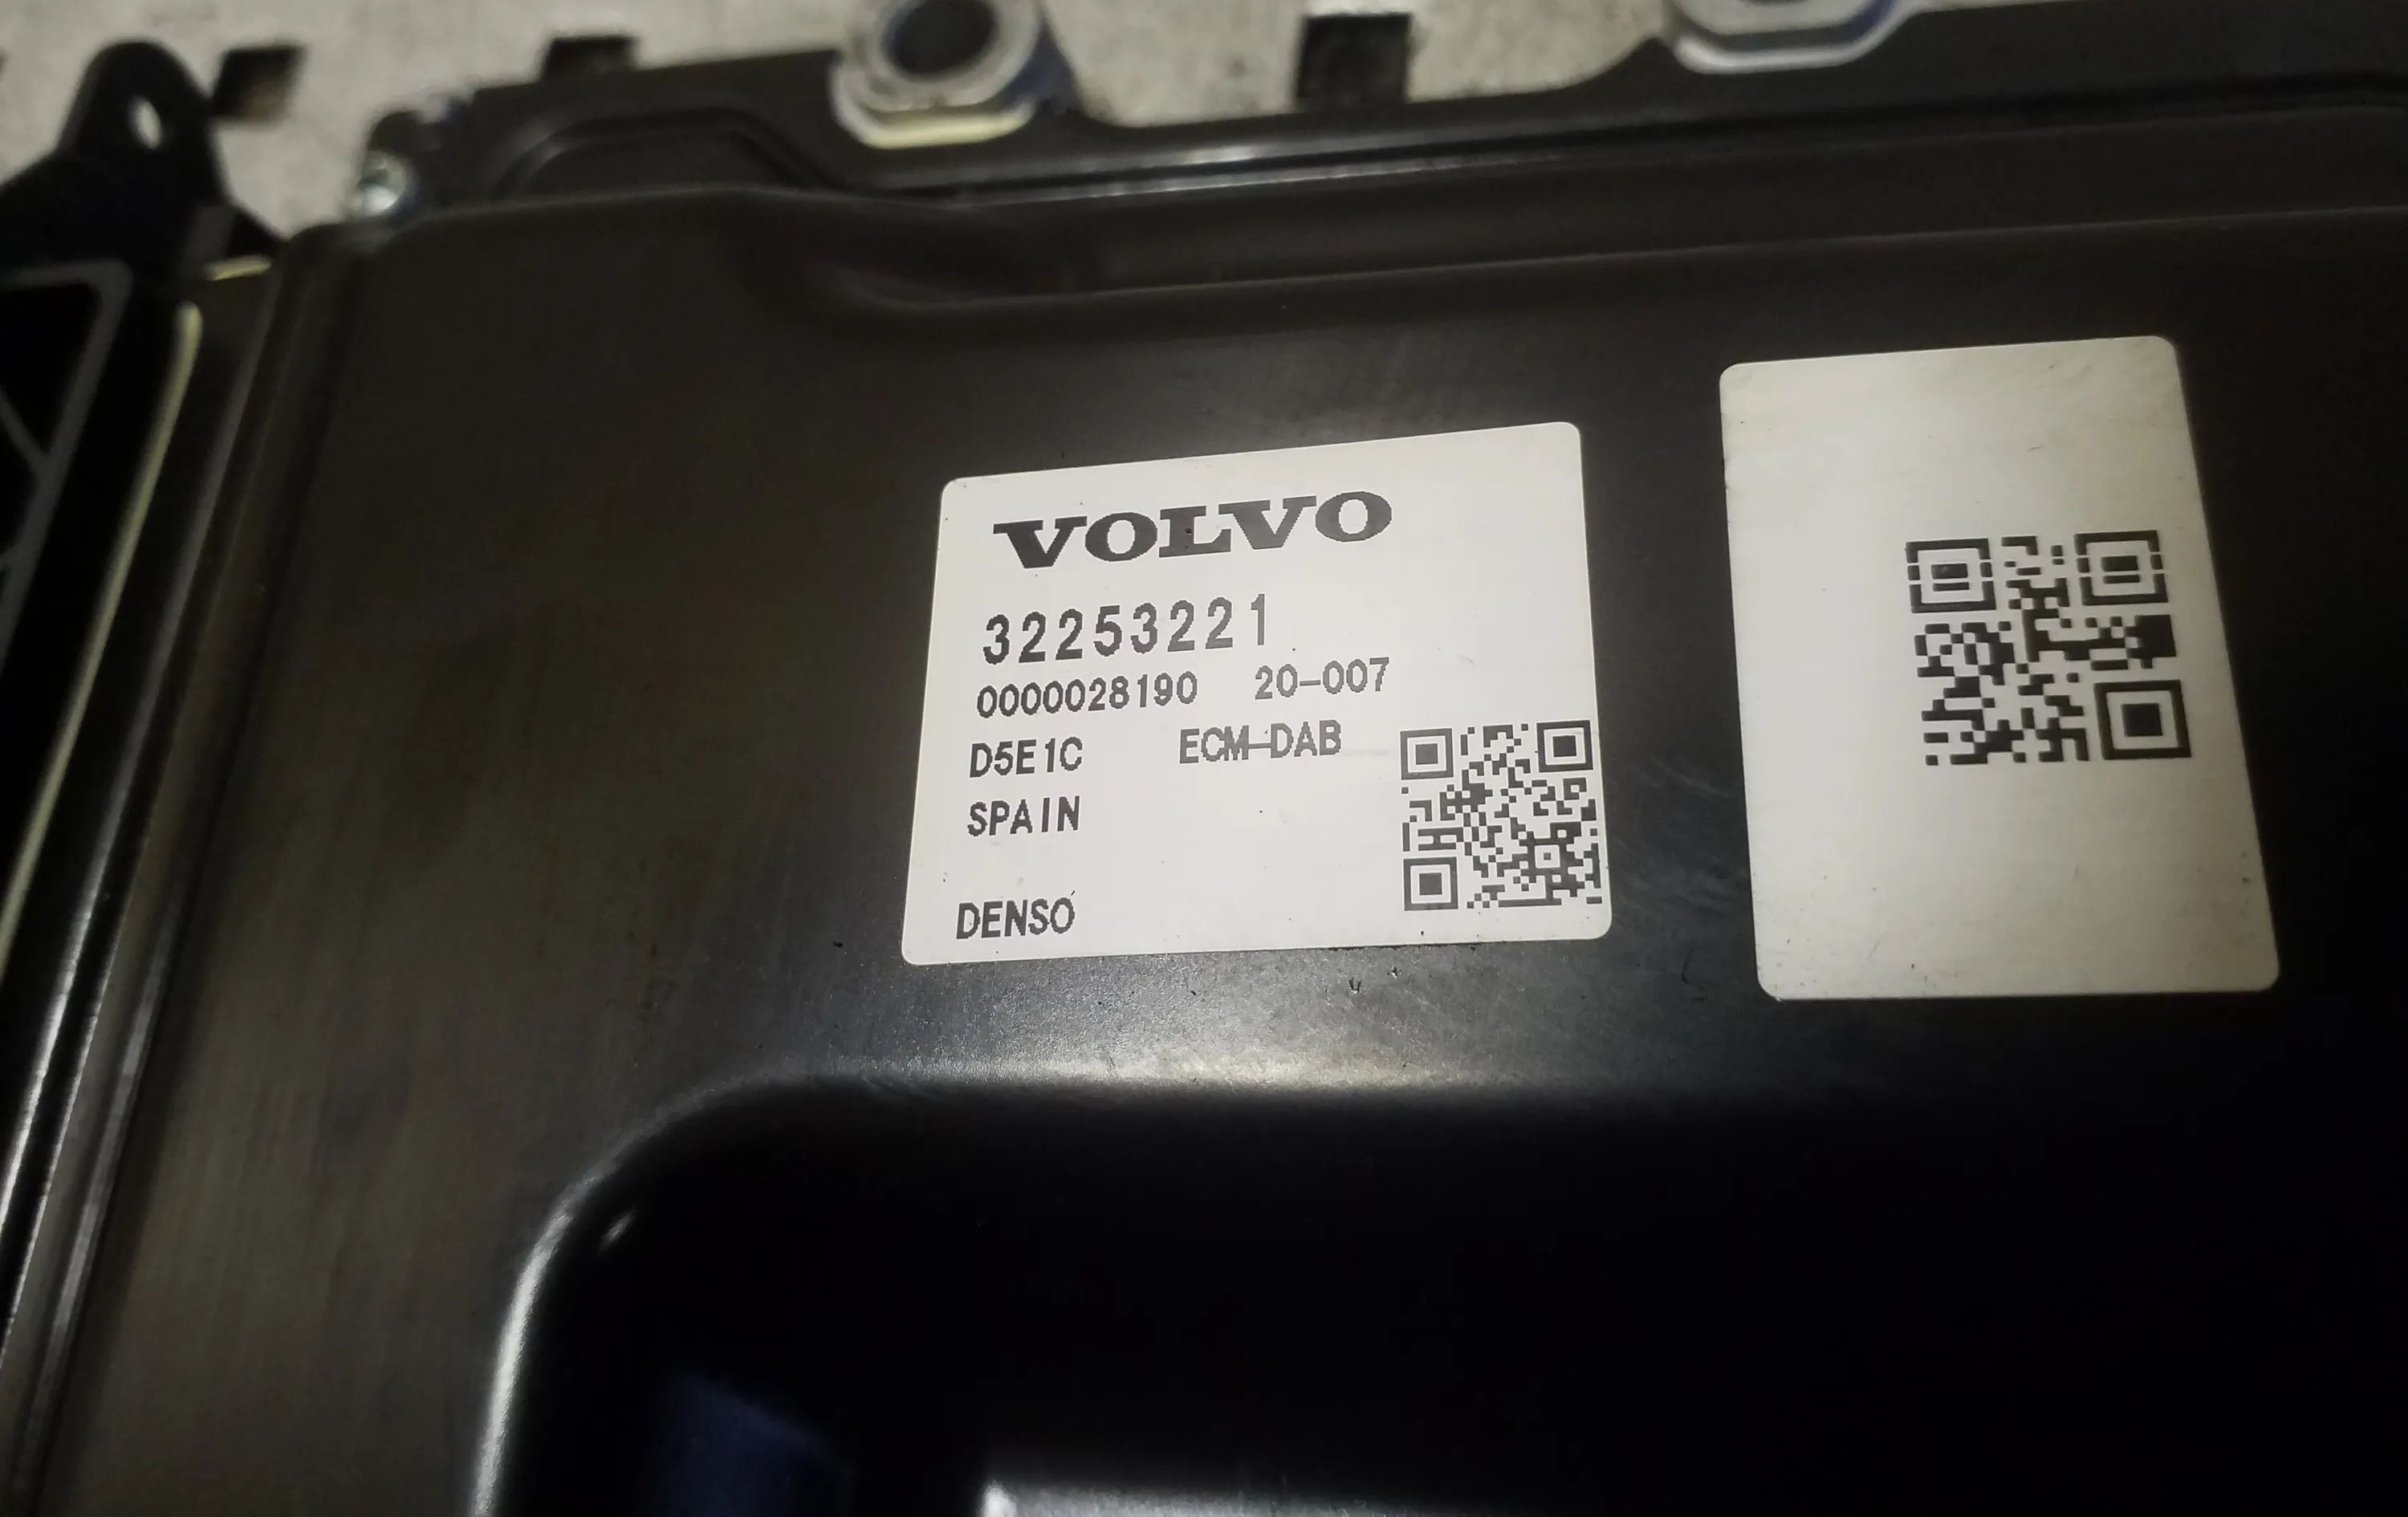 VOLVO
32253221
0000028190 20-007
D5E1C ECM-DAB
SPAIN
DENSO